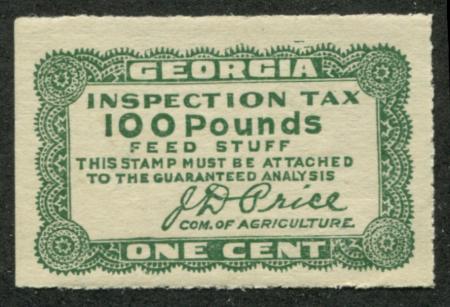 GEORGIA
INSPECTION TAX
100 Pounds
FEED STUFF
THIS STAMP MUST BE ATTACHED
TO THE GUARANTEED ANALYSIS
J D Price
COM. OF AGRICULTURE.
ONE CENT